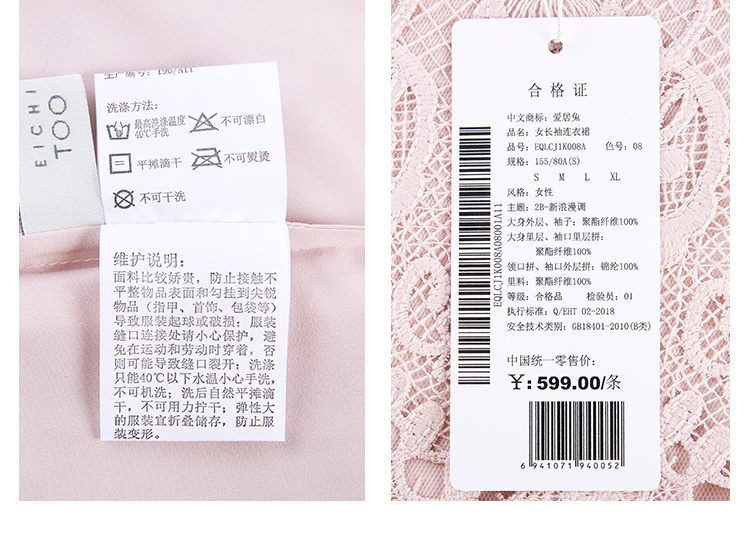 EICHI
TOO
生产编号: 196/A11
洗涤方法:
最高洗涤温度
40℃手洗
不可漂白
平摊滴干
不可熨烫
不可干洗
维护说明:
面料比较娇贵，防止接触不
平整物品表面和勾挂到尖锐
物品（指甲、首饰、包袋等）
导致服装起球或破损；服装
缝口连接处请小心保护，避
免在运动和劳动时穿着，否
则可能导致缝口裂开；洗涤
只能40℃以下水温小心手洗，
不可机洗；洗后自然平摊滴
干，不可用力拧干；弹性大
的服装宜折叠储存，防止服
装变形。
合格证
中文商标: 爱居兔
品名: 女长袖连衣裙
品号: EQLCJ1K008A 色号: 08
规格: 155/80A(S)
S M L XL
风格: 女性
主题: 2B-新浪漫调
大身外层、袖子: 聚酯纤维100%
大身里层、袖口里层拼:
聚酯纤维100%
领口拼、袖口外层拼: 锦纶100%
里料: 聚酯纤维100%
等级: 合格品 检验员: 01
执行标准: Q/EHT 02-2018
安全技术类别: GB18401-2010(B类)
中国统一零售价:
¥: 599.00/条
EQLCJ1K008A08001A11
6 941071 940052